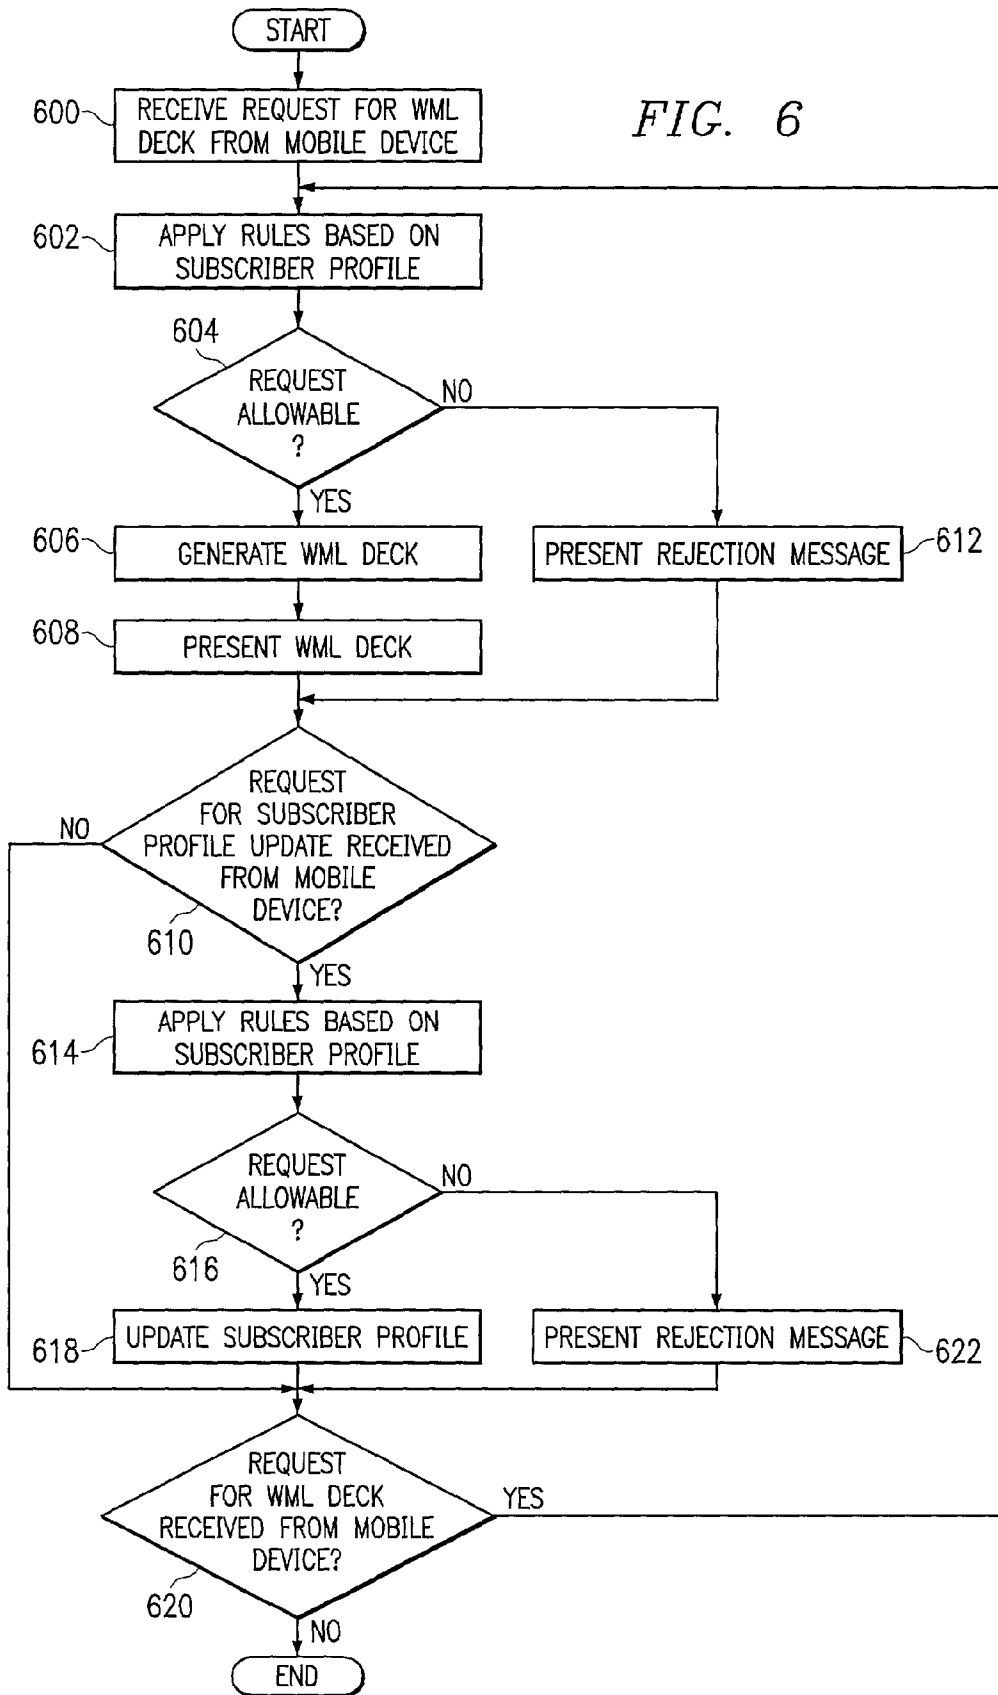 START
FIG. 6
600
RECEIVE REQUEST FOR WML
DECK FROM MOBILE DEVICE
602
APPLY RULES BASED ON
SUBSCRIBER PROFILE
604
REQUEST
ALLOWABLE
?
NO
YES
606
GENERATE WML DECK
PRESENT REJECTION MESSAGE
612
608
PRESENT WML DECK
REQUEST
FOR SUBSCRIBER
PROFILE UPDATE RECEIVED
FROM MOBILE
DEVICE?
NO
610
YES
614
APPLY RULES BASED ON
SUBSCRIBER PROFILE
REQUEST
ALLOWABLE
?
NO
616
YES
618
UPDATE SUBSCRIBER PROFILE
PRESENT REJECTION MESSAGE
622
REQUEST
FOR WML DECK
RECEIVED FROM MOBILE
DEVICE?
YES
620
NO
END